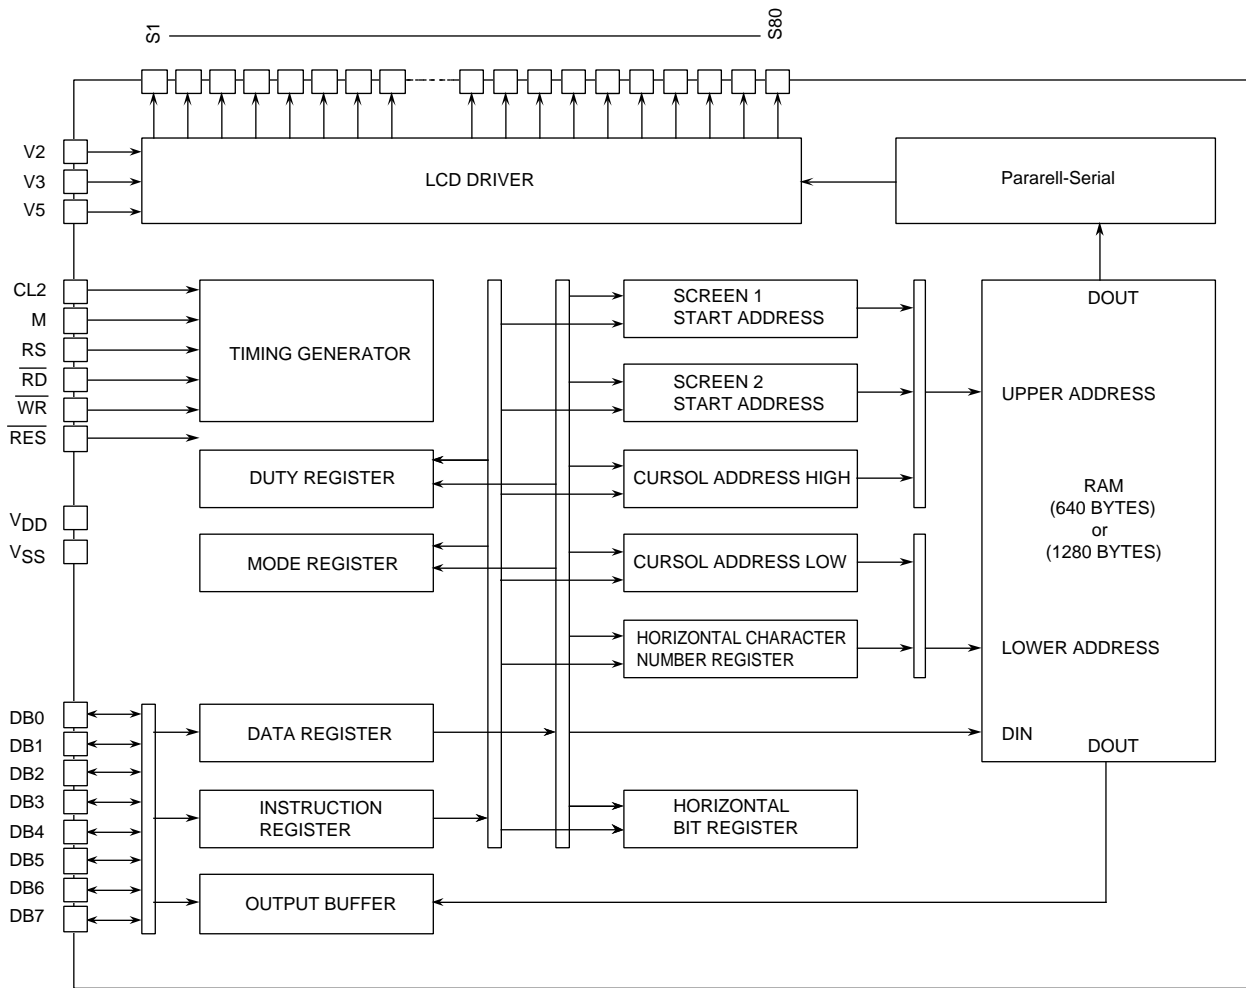 S1
S80
V2
V3
V5
LCD DRIVER
Pararell-Serial
CL2
M
RS
RD
WR
RES
TIMING GENERATOR
SCREEN 1
START ADDRESS
SCREEN 2
START ADDRESS
DOUT
UPPER ADDRESS
DUTY REGISTER
CURSOL ADDRESS HIGH
RAM
(640 BYTES)
or
(1280 BYTES)
VDD
VSS
MODE REGISTER
CURSOL ADDRESS LOW
HORIZONTAL CHARACTER
NUMBER REGISTER
LOWER ADDRESS
DB0
DB1
DB2
DB3
DB4
DB5
DB6
DB7
DATA REGISTER
DIN
DOUT
INSTRUCTION
REGISTER
HORIZONTAL
BIT REGISTER
OUTPUT BUFFER